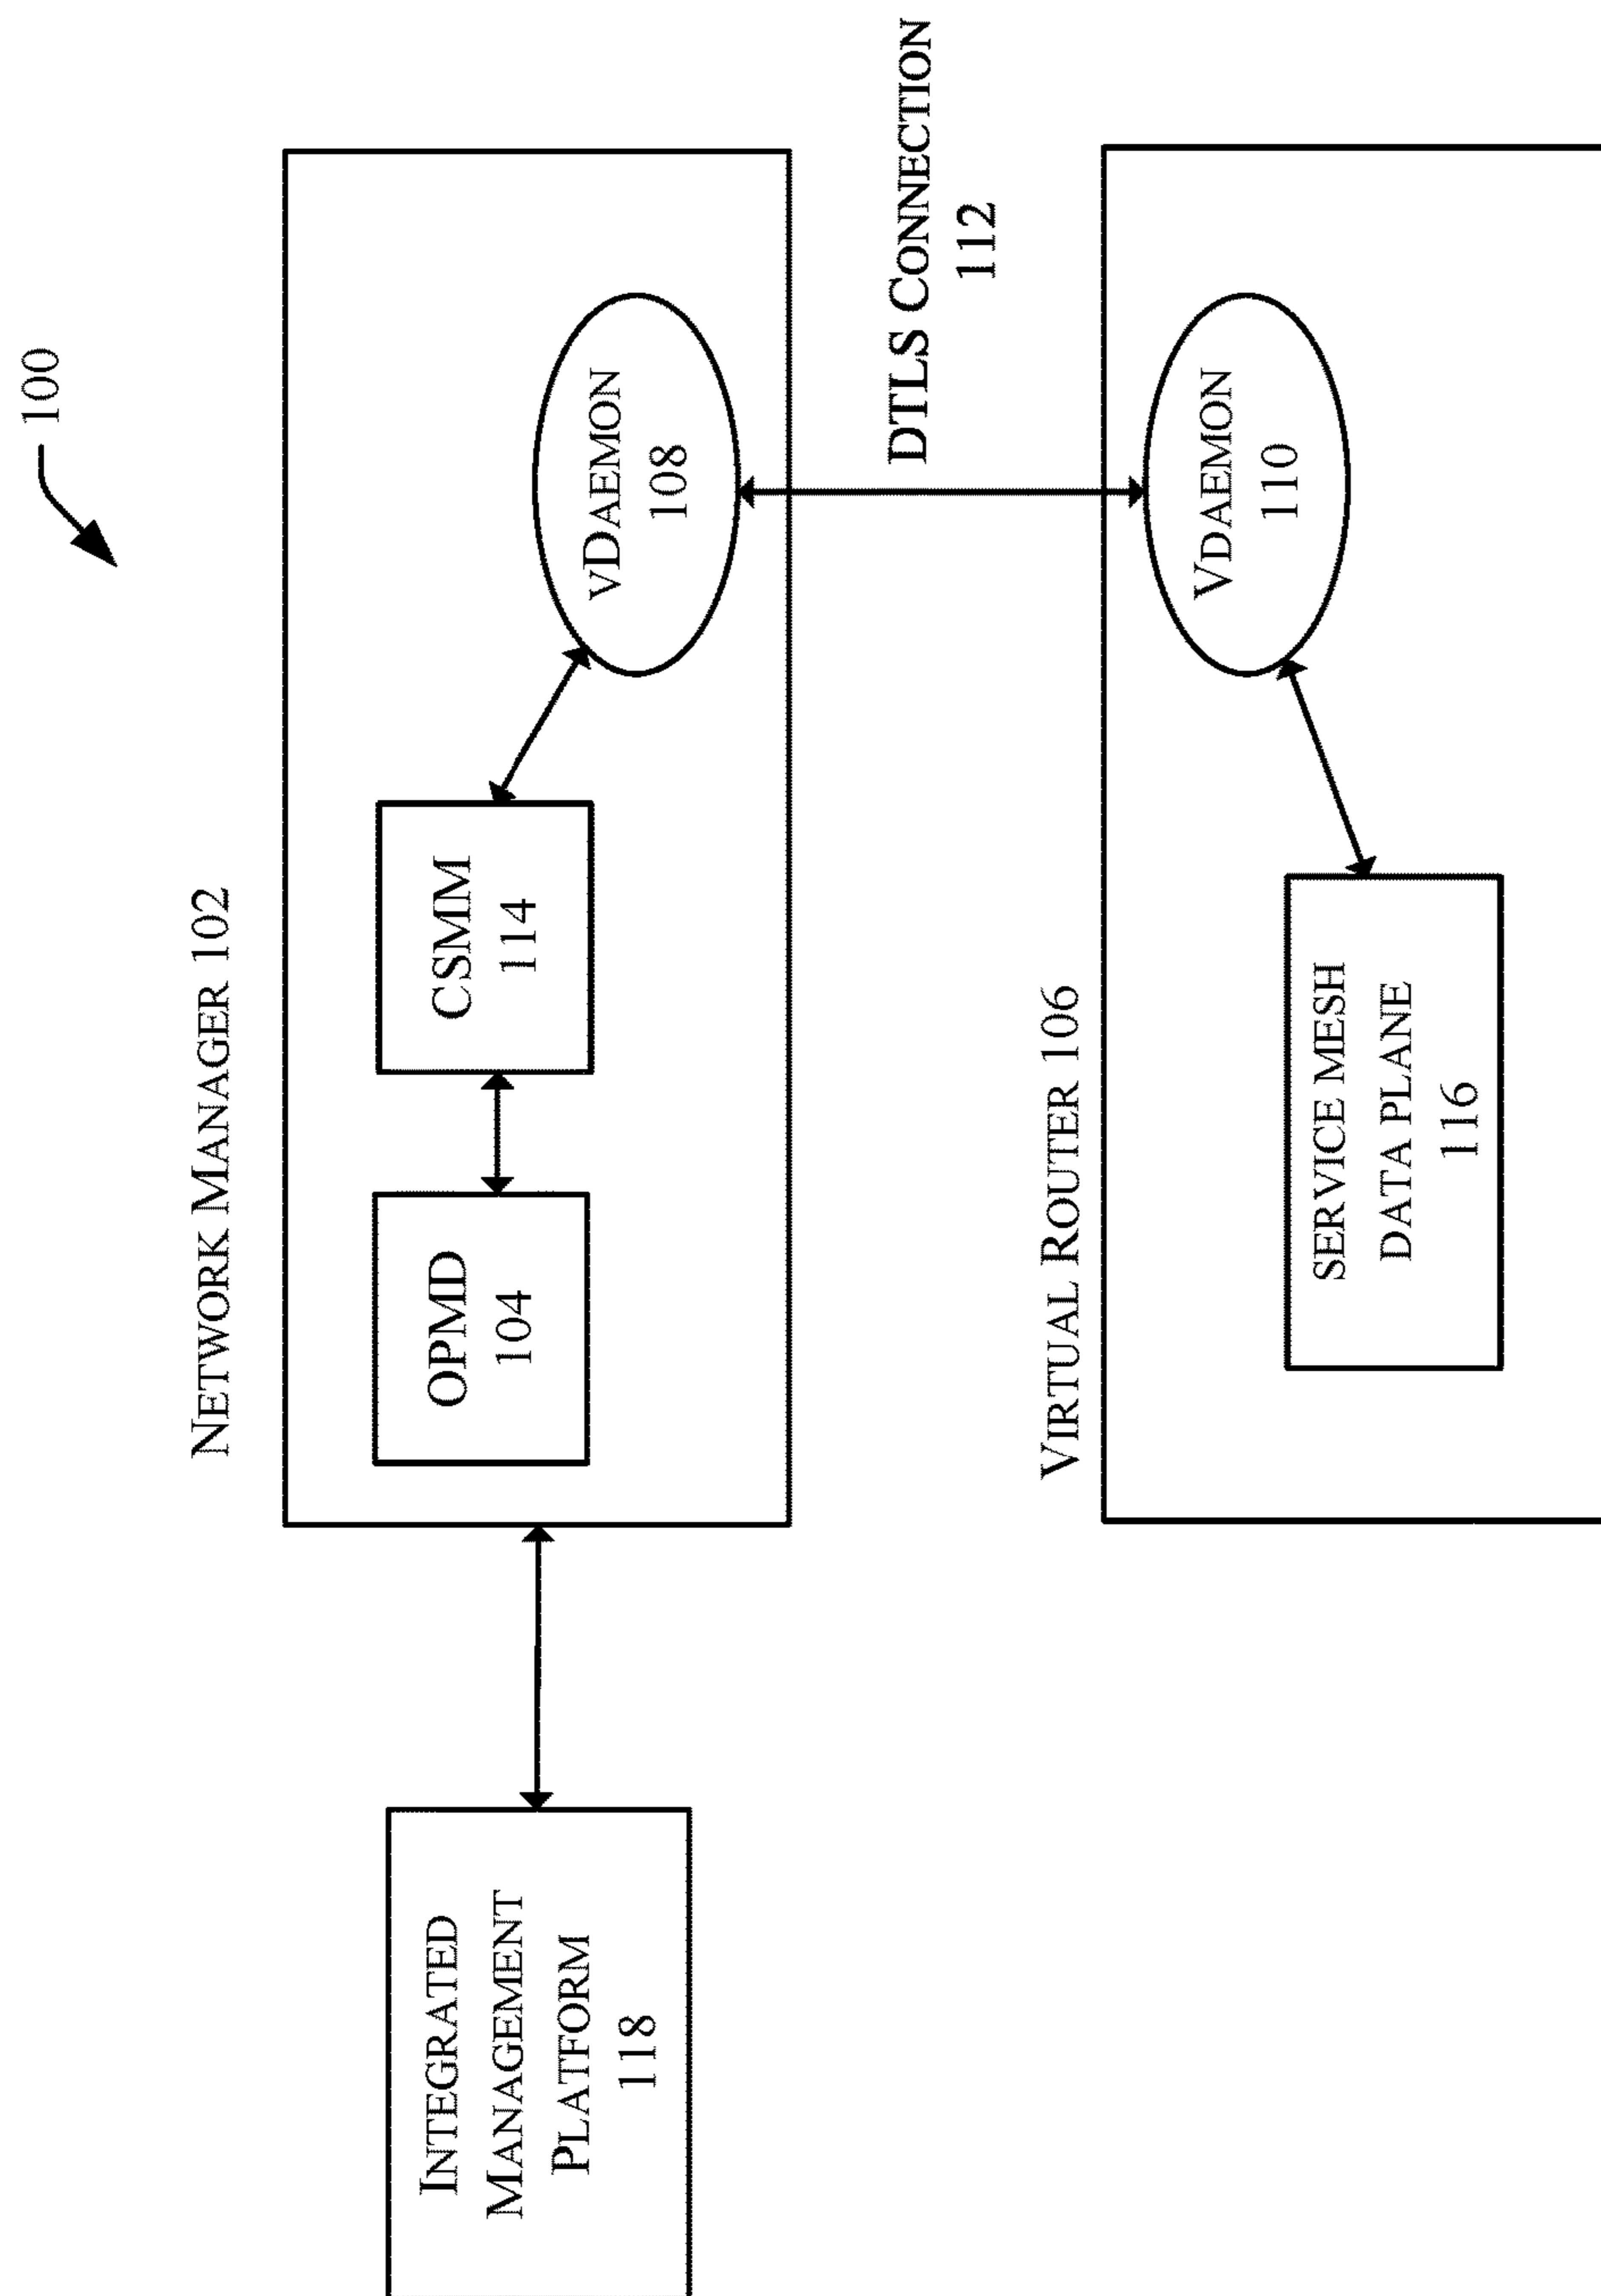 100
NETWORK MANAGER 102
INTEGRATED
MANAGEMENT
PLATFORM
118
OPMD
104
CSMM
114
VDAEMON
108
DTLS CONNECTION
112
VIRTUAL ROUTER 106
SERVICE MESH
DATA PLANE
116
VDAEMON
110